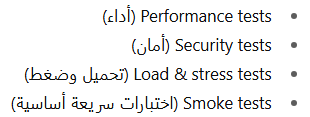 Performance tests (أداء)
Security tests (أمان)
Load & stress tests (تحميل وضغط)
Smoke tests (اختبارات سريعة أساسية)